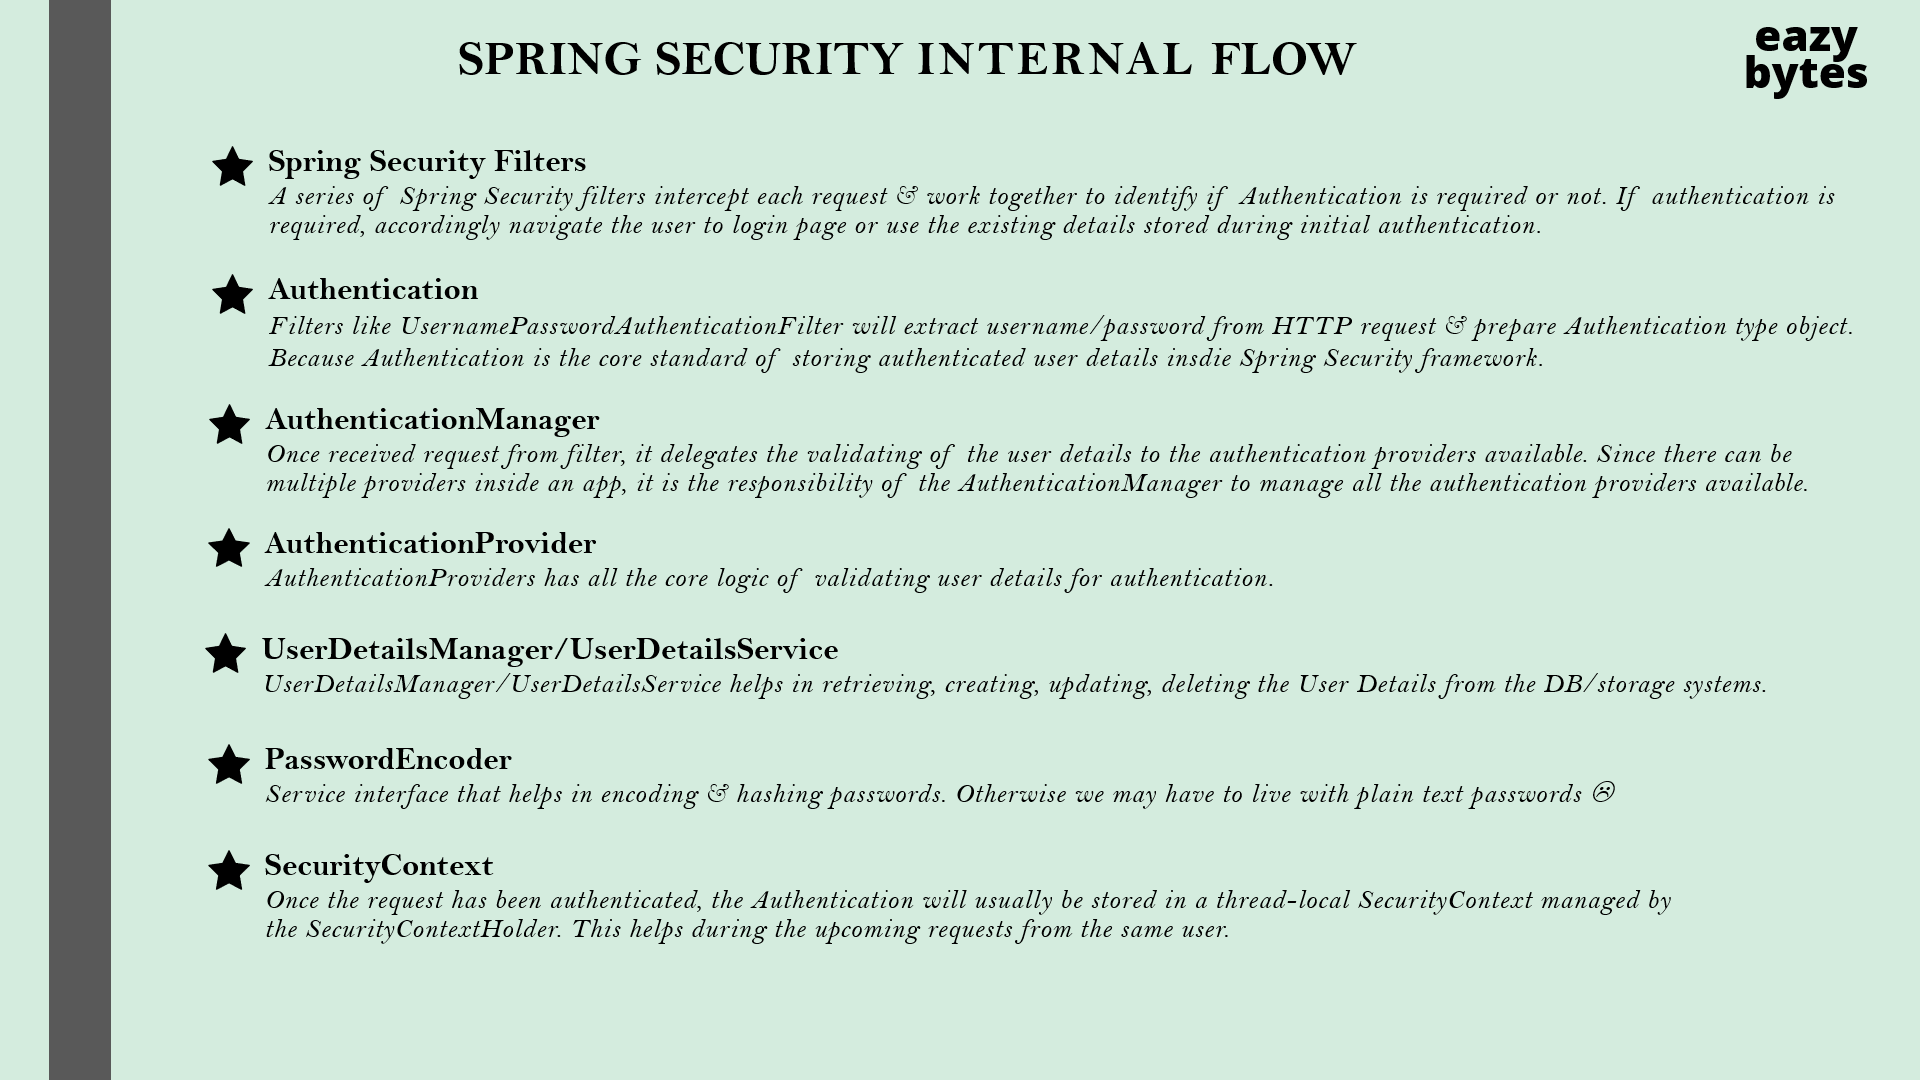 SPRING SECURITY INTERNAL FLOW
eazy
bytes
Spring Security Filters
A series of Spring Security filters intercept each request & work together to identify if Authentication is required or not. If authentication is
required, accordingly navigate the user to login page or use the existing details stored during initial authentication.
Authentication
Filters like UsernamePasswordAuthenticationFilter will extract username/password from HTTP request & prepare Authentication type object.
Because Authentication is the core standard of storing authenticated user details insdie Spring Security framework.
AuthenticationManager
Once received request from filter, it delegates the validating of the user details to the authentication providers available. Since there can be
multiple providers inside an app, it is the responsibility of the AuthenticationManager to manage all the authentication providers available.
AuthenticationProvider
AuthenticationProviders has all the core logic of validating user details for authentication.
UserDetailsManager/UserDetailsService
UserDetailsManager/UserDetailsService helps in retrieving, creating, updating, deleting the User Details from the DB/storage systems.
PasswordEncoder
Service interface that helps in encoding & hashing passwords. Otherwise we may have to live with plain text passwords ☹
SecurityContext
Once the request has been authenticated, the Authentication will usually be stored in a thread-local SecurityContext managed by
the SecurityContextHolder. This helps during the upcoming requests from the same user.